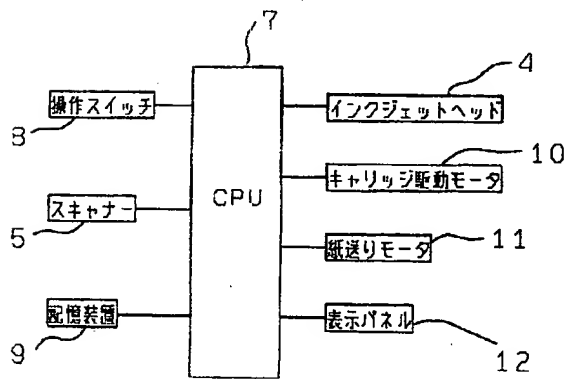 7
操作スイッチ
8
スキャナー
5
記憶装置
9
CPU
4
インクジェットヘッド
10
キャリッジ駆動モータ
11
紙送りモータ
表示パネル
12